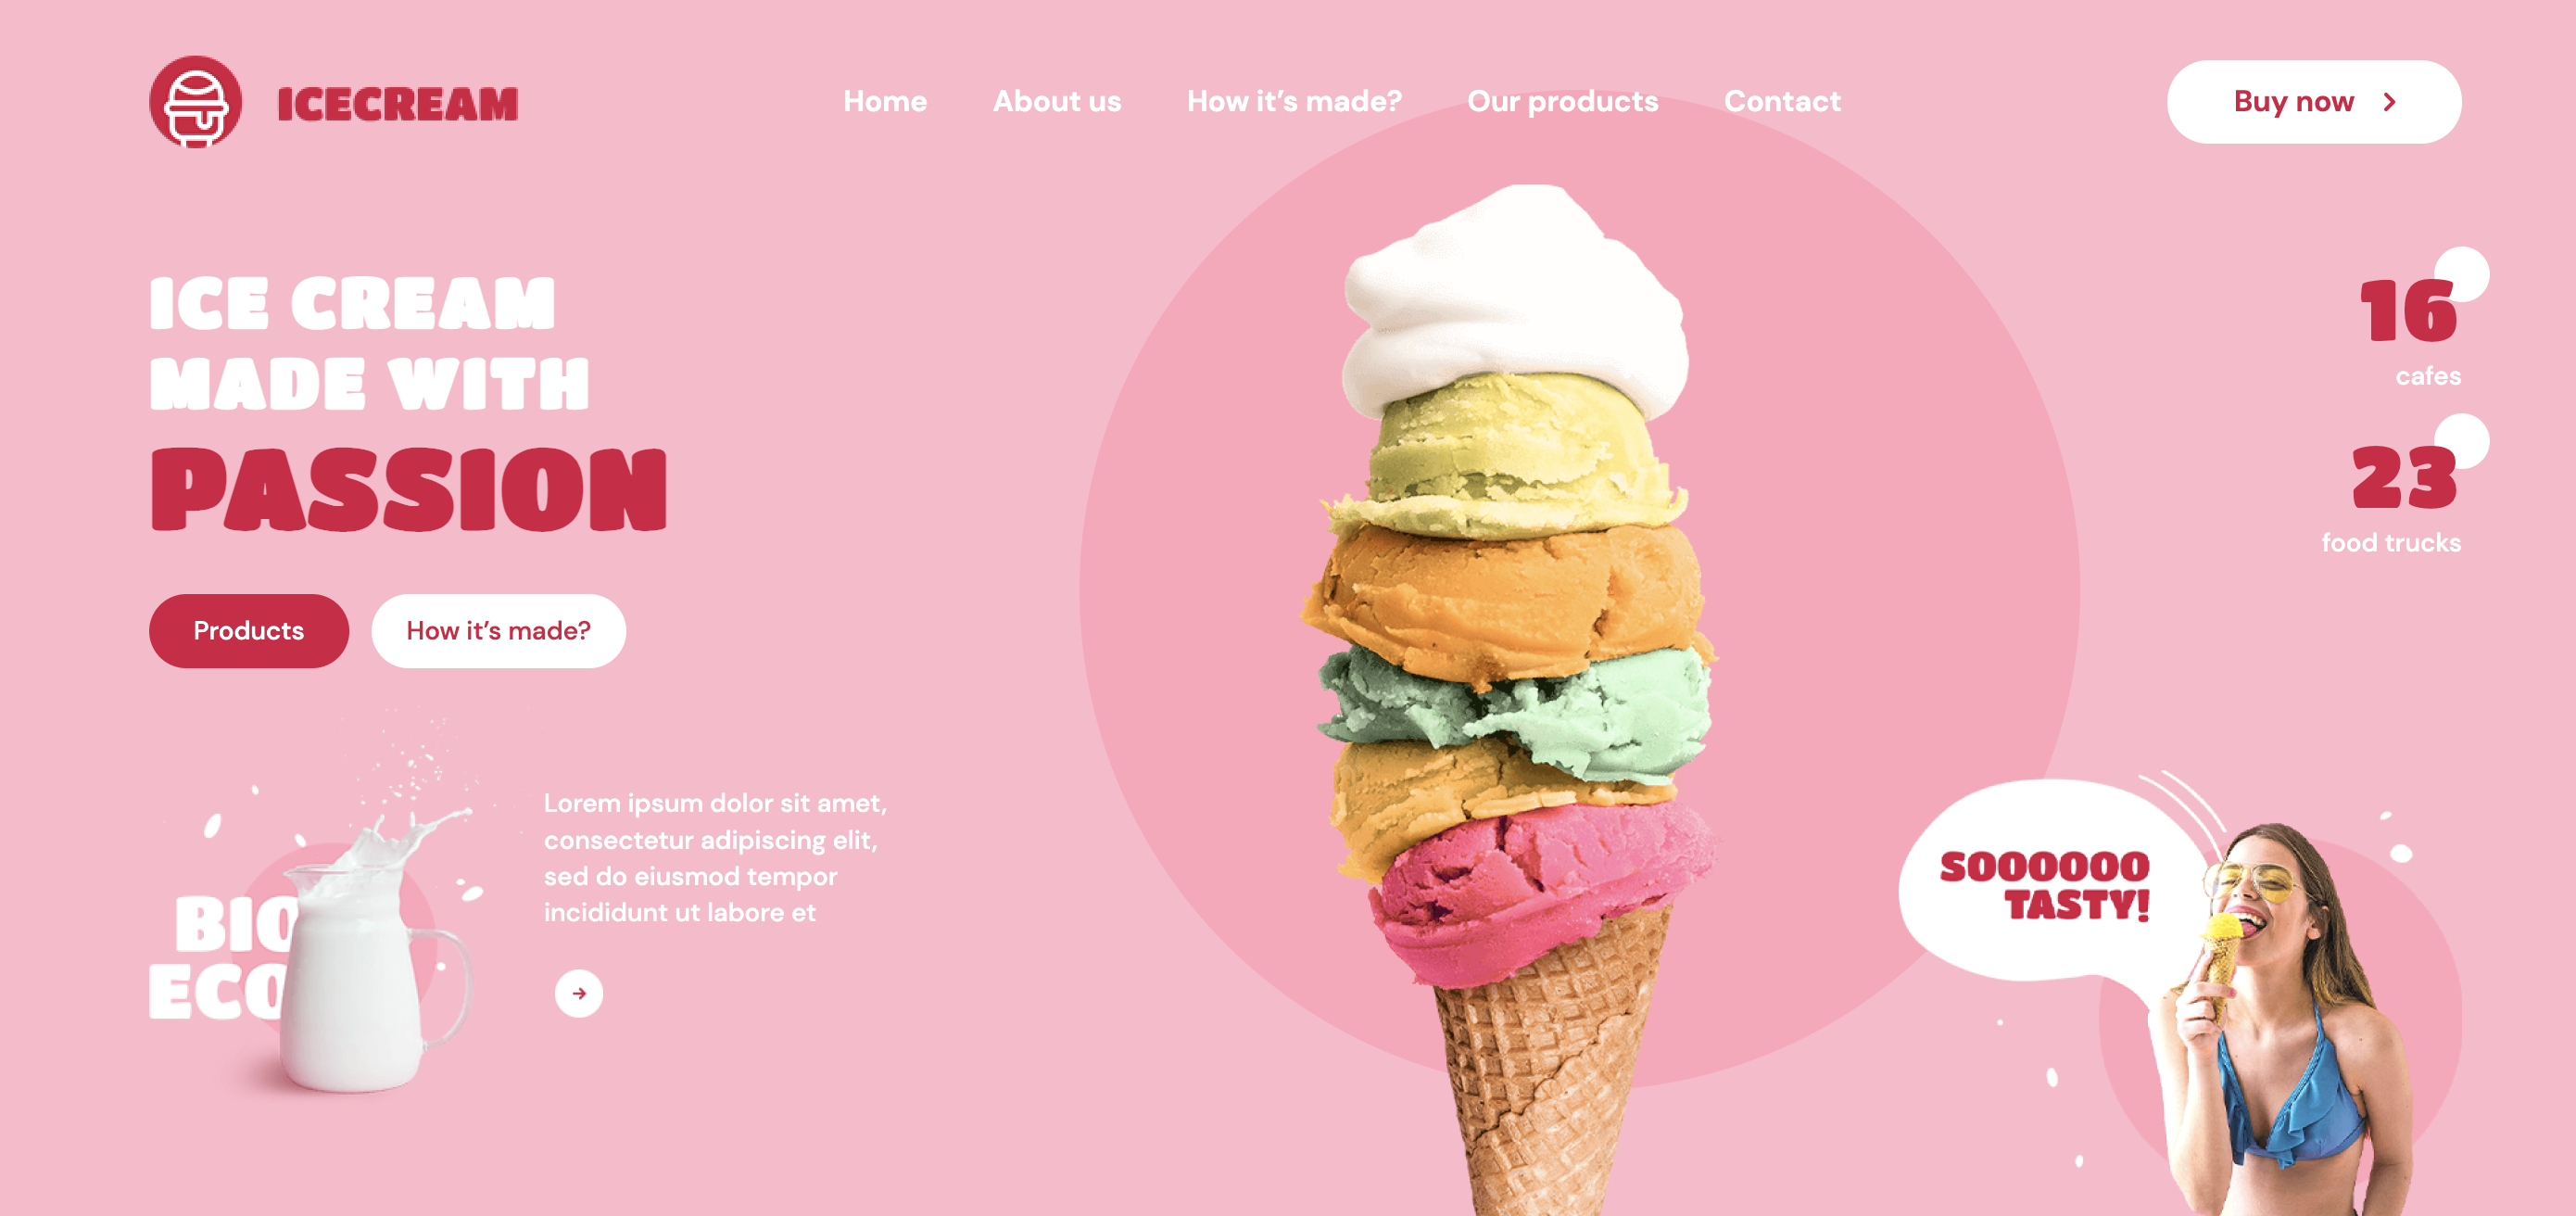 ICECREAM
Home
About us
How it's made?
Our products
Contact
Buy now
ICE CREAM
MADE WITH
PASSION
Products
How it's made?
16
cafes
23
food trucks
BIO
ECO
Lorem ipsum dolor sit amet,
consectetur adipiscing elit,
sed do eiusmod tempor
incididunt ut labore et
SOOOOOO
TASTY!